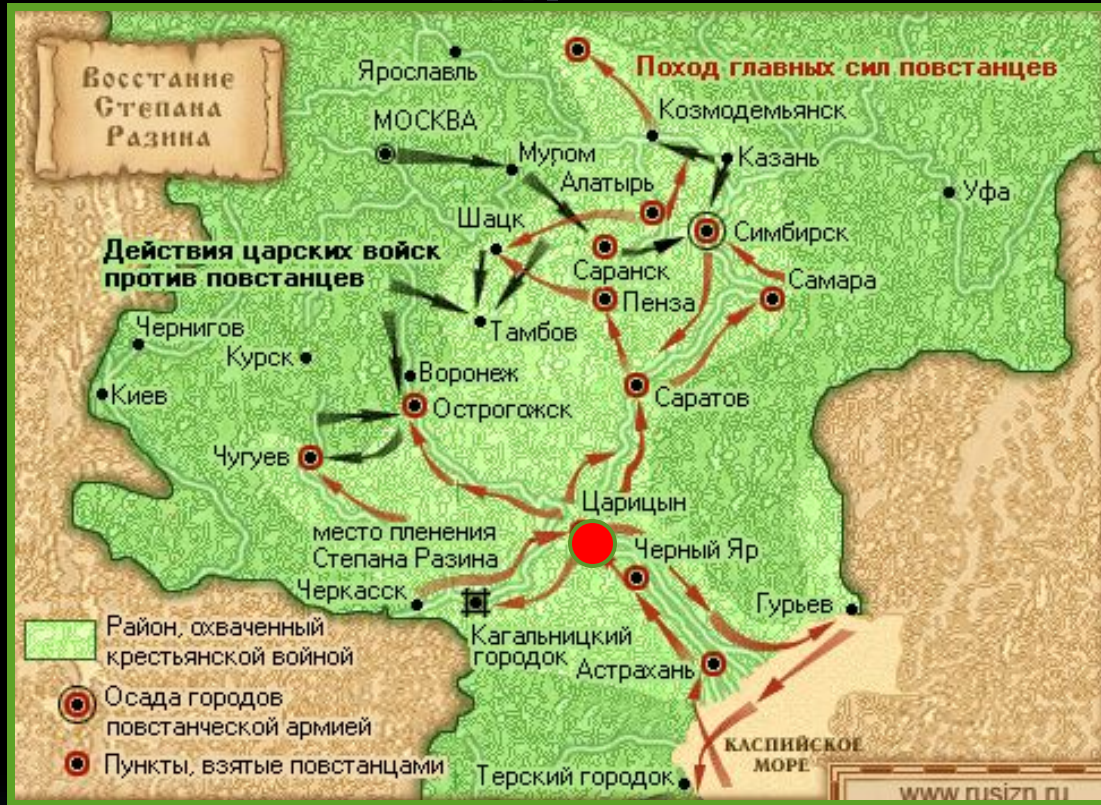 Восстание
Степана
Разина
Ярославль
Поход главных сил повстанцев
Козмодемьянск
МОСКВА
Муром
Казань
Алатырь
Уфа
Шацк
Симбирск
Действия царских войск
против повстанцев
Саранск
Самара
Пенза
Чернигов
Тамбов
Курск
Воронеж
Киев
Саратов
Острогожск
Чугуев
Царицын
место пленения
Степана Разина
Черный Яр
Черкасск
Гурьев
Кагальницкий
городок
Астрахань
Район, охваченный
крестьянской войной
Осада городов
повстанческой армией
Пункты, взятые повстанцами
КАСПИЙСКОЕ
МОРЕ
Терский городок
www.rusizn.ru